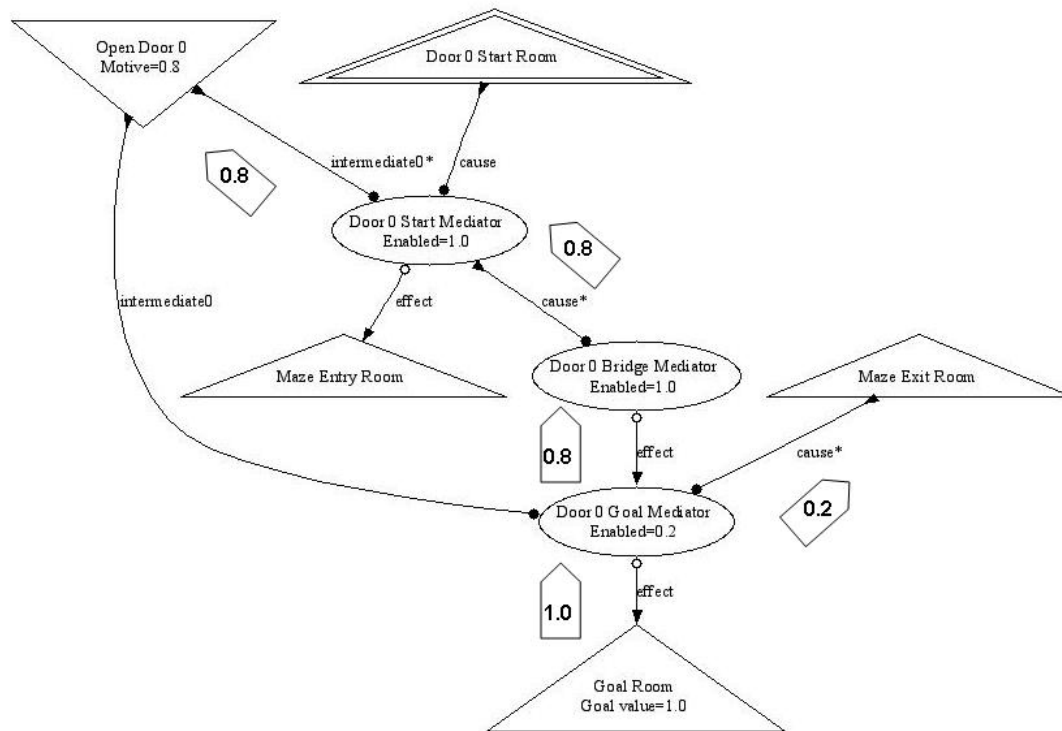 Open Door 0
Motive=0.8
Door 0 Start Room
intermediate0*
cause
0.8
Door 0 Start Mediator
Enabled=1.0
0.8
effect
cause*
intermediate0
Maze Entry Room
Door 0 Bridge Mediator
Enabled=1.0
Maze Exit Room
0.8
effect
cause*
Door 0 Goal Mediator
Enabled=0.2
0.2
1.0
effect
Goal Room
Goal value=1.0